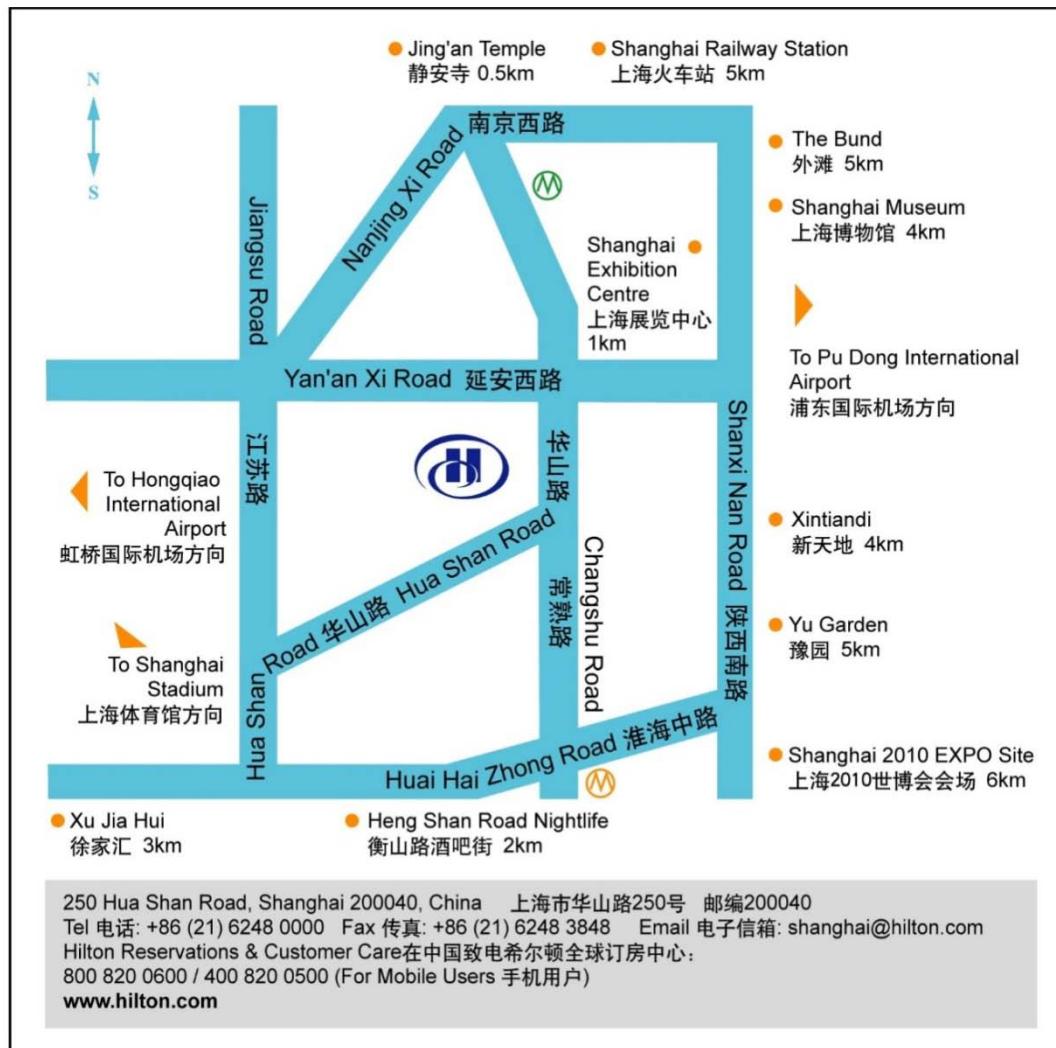 Jing'an Temple
静安寺 0.5km
Shanghai Railway Station
上海火车站 5km
N
S
南京西路
Nanjing Xi Road
Jiangsu Road
The Bund
外滩 5km
Shanghai Museum
上海博物馆 4km
Shanghai
Exhibition
Centre
上海展览中心
1km
To Pu Dong International
Airport
浦东国际机场方向
Yan'an Xi Road 延安西路
江苏路
H
华山路
Shanxi Nan Road 陕西南路
To Hongqiao
International
Airport
虹桥国际机场方向
Xintiandi
新天地 4km
Hua Shan Road 华山路 Hua Shan Road
常熟路
Changshu Road
Yu Garden
豫园 5km
To Shanghai
Stadium
上海体育馆方向
Huai Hai Zhong Road 淮海中路
Shanghai 2010 EXPO Site
上海2010世博会会场 6km
Xu Jia Hui
徐家汇 3km
Heng Shan Road Nightlife
衡山路酒吧街 2km
250 Hua Shan Road, Shanghai 200040, China 上海市华山路250号 邮编200040
Tel 电话: +86 (21) 6248 0000 Fax 传真: +86 (21) 6248 3848 Email 电子信箱: shanghai@hilton.com
Hilton Reservations & Customer Care在中国致电希尔顿全球订房中心：
800 820 0600 / 400 820 0500 (For Mobile Users 手机用户)
www.hilton.com